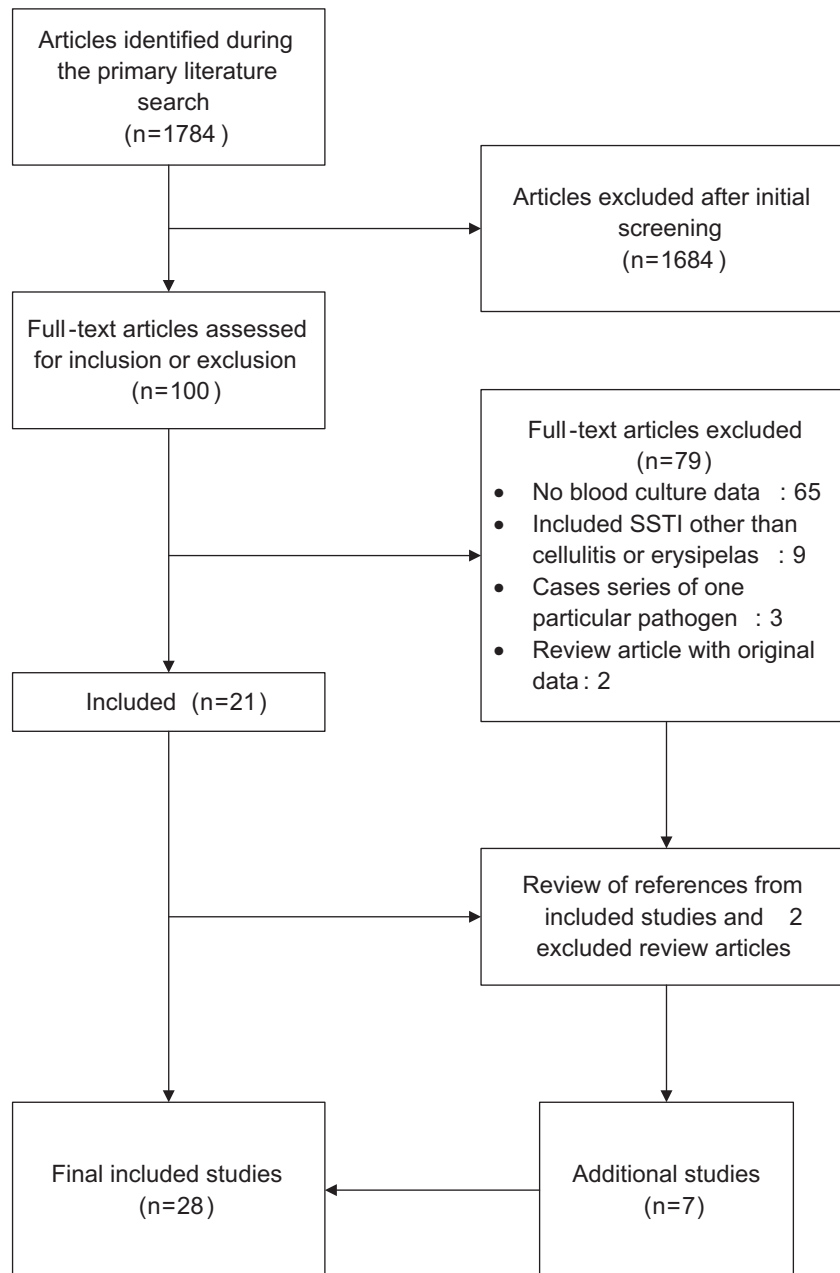 Articles identified during
the primary literature
search
(n=1784)
Articles excluded after initial
screening
(n=1684)
Full-text articles assessed
for inclusion or exclusion
(n=100)
Full-text articles excluded
(n=79)
• No blood culture data : 65
• Included SSTI other than
cellulitis or erysipelas : 9
• Cases series of one
particular pathogen : 3
• Review article with original
data : 2
Included (n=21)
Review of references from
included studies and 2
excluded review articles
Final included studies
(n=28)
Additional studies
(n=7)